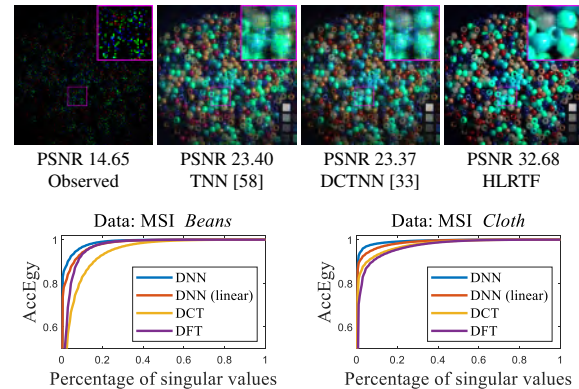 PSNR 14.65 PSNR 23.40 PSNR 23.37 PSNR 32.68
Observed TNN [58] DCTNN [33] HLRTF
Data: MSI Beans Data: MSI Cloth
1
0.8
0.6
AccEgy
DNN
DNN (linear)
DCT
DFT
0 0.2 0.4 0.6 0.8 1
Percentage of singular values
1
0.8
0.6
AccEgy
DNN
DNN (linear)
DCT
DFT
0 0.2 0.4 0.6 0.8 1
Percentage of singular values